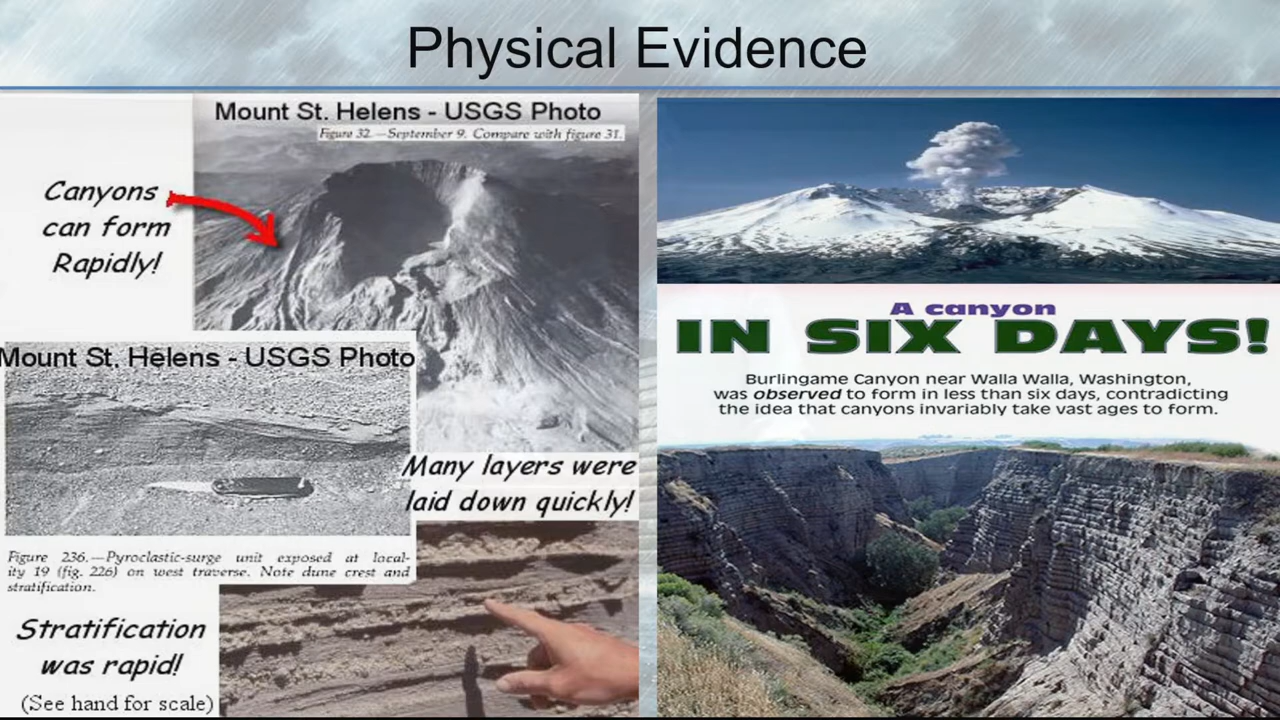 Physical Evidence
Mount St. Helens - USGS Photo
Figure 32.—September 9. Compare with figure 31.
Canyons
can form
Rapidly!
Mount St. Helens - USGS Photo
Many layers were
laid down quickly!
Figure 236.—Pyroclastic-surge unit exposed at local-
ity 19 (fig. 226) on west traverse. Note dune crest and
stratification.
Stratification
was rapid!
(See hand for scale)
A canyon
IN SIX DAYS!
Burlingame Canyon near Walla Walla, Washington,
was observed to form in less than six days, contradicting
the idea that canyons invariably take vast ages to form.